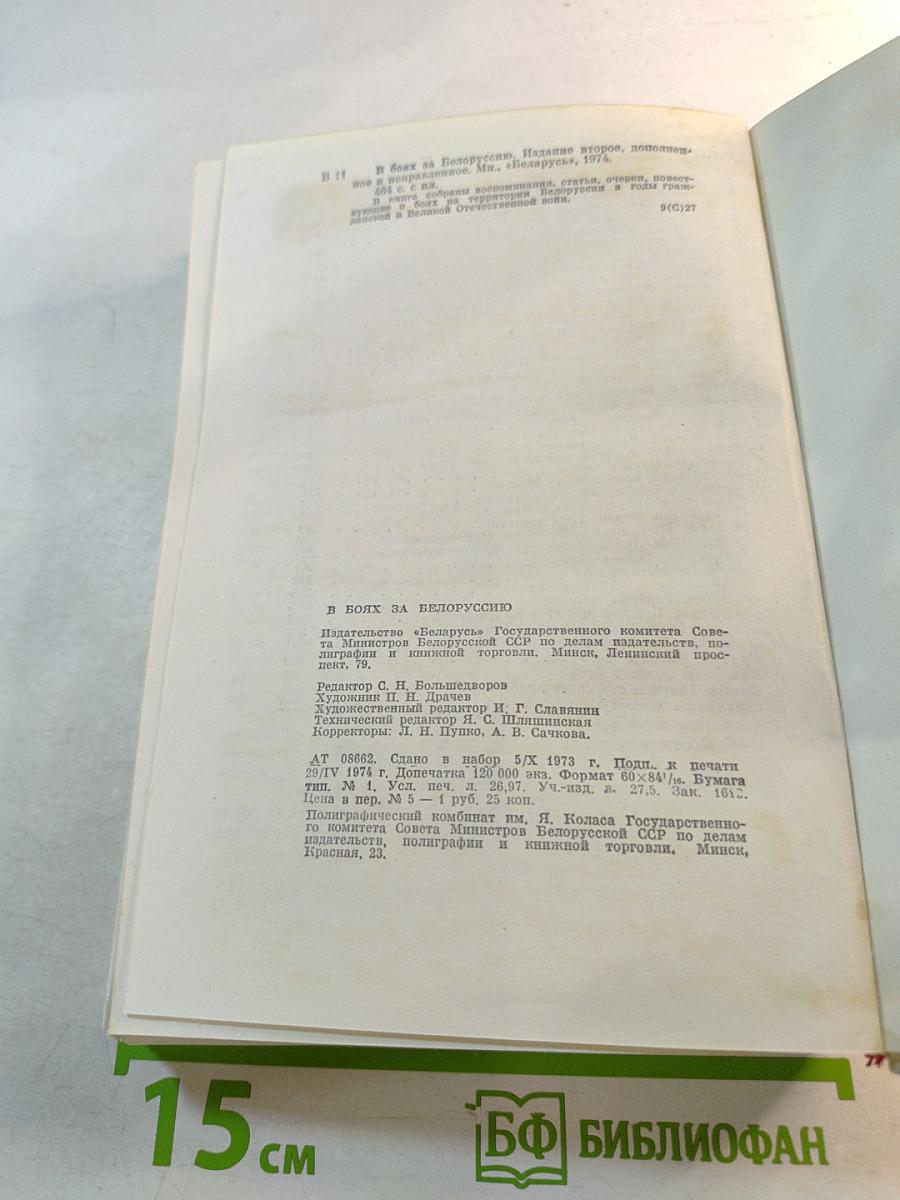 В 11 В боях за Белоруссию. Издание второе, дополнен-
ное и исправленное. Мн., «Беларусь», 1974.
464 с. с ил.
В книге собраны воспоминания, статьи, очерки, повест-
вующие о боях на территории Белоруссии в годы граж-
данской и Великой Отечественной войн.
9(С)27
В БОЯХ ЗА БЕЛОРУССИЮ
Издательство «Беларусь» Государственного комитета Сове-
та Министров Белорусской ССР по делам издательств, по-
лиграфии и книжной торговли. Минск, Ленинский прос-
пект, 79.
Редактор С. Н. Большедворов
Художник П. Н. Драчев
Художественный редактор И. Г. Славянин
Технический редактор Я. С. Шляшинская
Корректоры: Л. Н. Пупко, А. В. Сачкова.
АТ 08662. Сдано в набор 5/X 1973 г. Подп. к печати
29/IV 1974 г. Допечатка 120 000 экз. Формат 60×84¹/₁₆. Бумага
тип. № 1. Усл. печ. л. 26,97. Уч.-изд. л. 27,5. Зак.
Цена в пер. № 5 — 1 руб. 25 коп.
Полиграфический комбинат им. Я. Коласа Государственно-
го комитета Совета Министров Белорусской ССР по делам
издательств, полиграфии и книжной торговли. Минск,
Красная, 23.
15 см
БФ БИБЛИОФАН